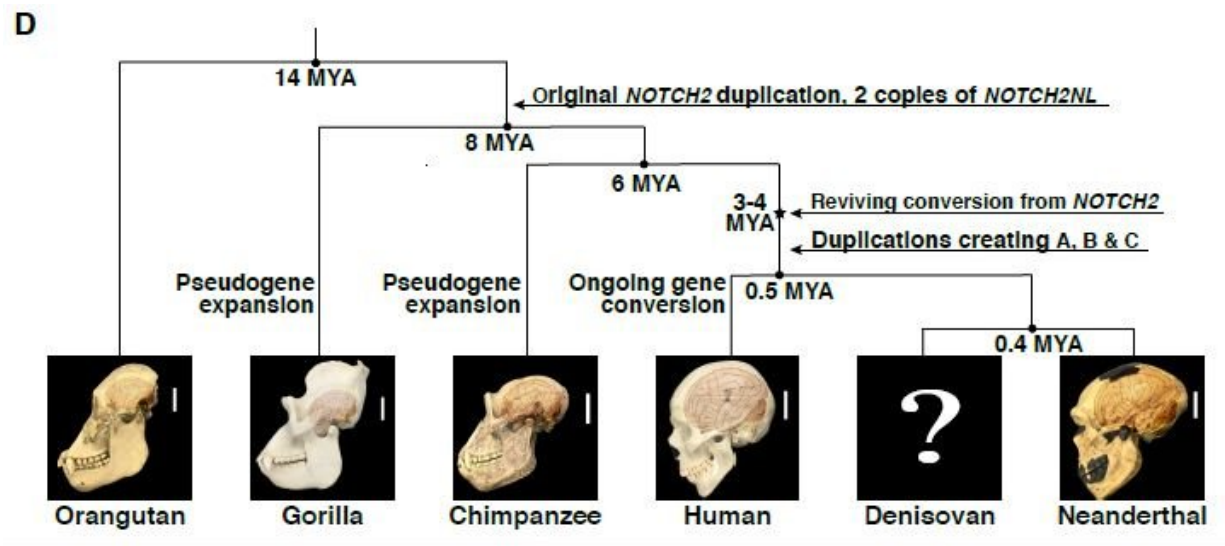 D
14 MYA
Original NOTCH2 duplication, 2 copies of NOTCH2NL
8 MYA
6 MYA
3-4
MYA
Reviving conversion from NOTCH2
Duplications creating A, B & C
Pseudogene
expansion
Pseudogene
expansion
Ongoing gene
conversion
0.5 MYA
0.4 MYA
?
Orangutan
Gorilla
Chimpanzee
Human
Denisovan
Neanderthal